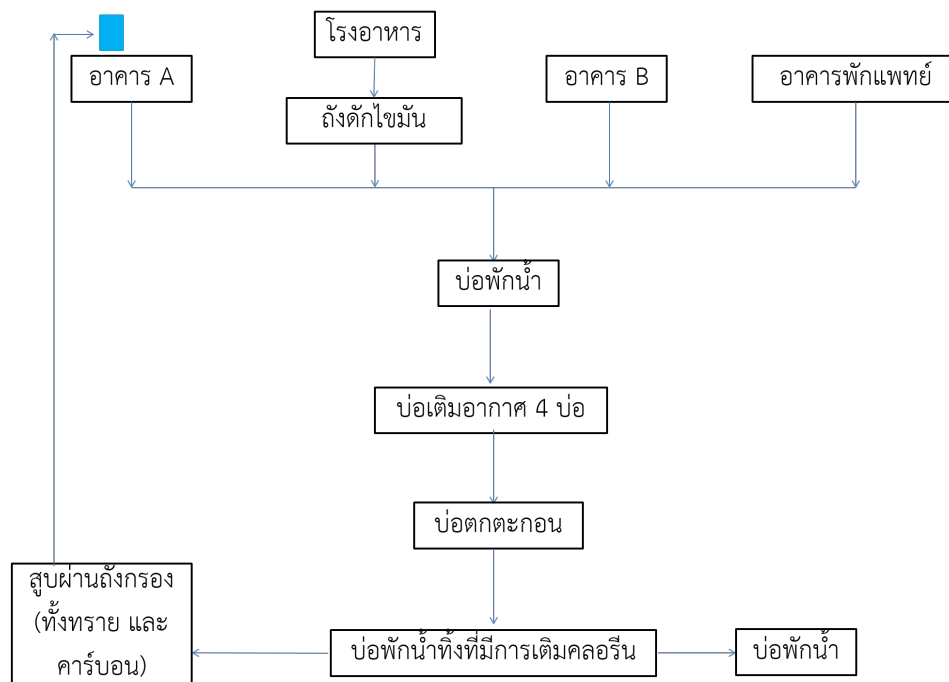 โรงอาหาร
อาคาร A
อาคาร B
อาคารพักแพทย์
ถังดักไขมัน
บ่อพักน้ำ
บ่อเติมอากาศ 4 บ่อ
บ่อตกตะกอน
สูบผ่านถังกรอง
(ทั้งทราย และ
คาร์บอน)
บ่อพักน้ำทิ้งที่มีการเติมคลอรีน
บ่อพักน้ำ